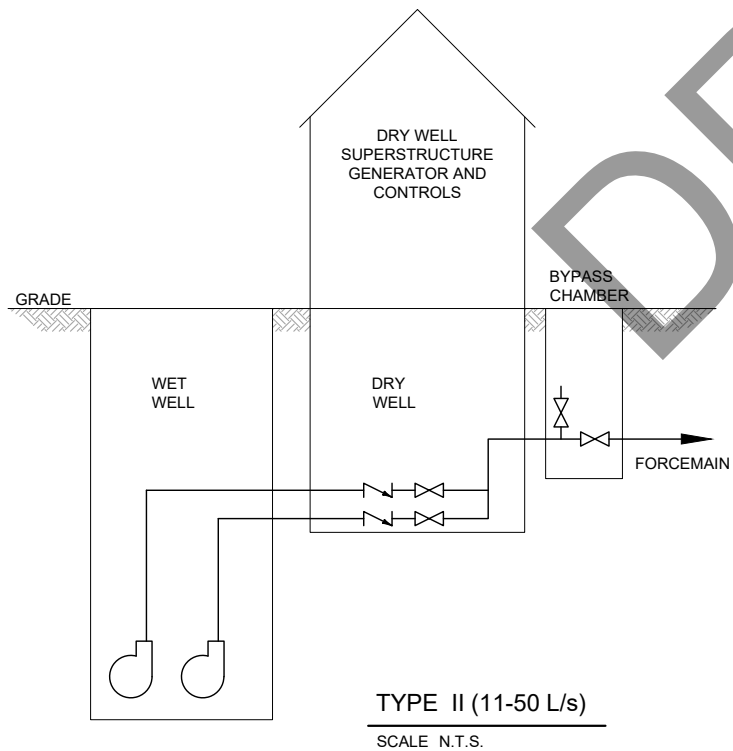 DRY WELL
SUPERSTRUCTURE
GENERATOR AND
CONTROLS
BYPASS
CHAMBER
GRADE
WET
WELL
DRY
WELL
FORCEMAIN
TYPE II (11-50 L/s)
SCALE N.T.S.